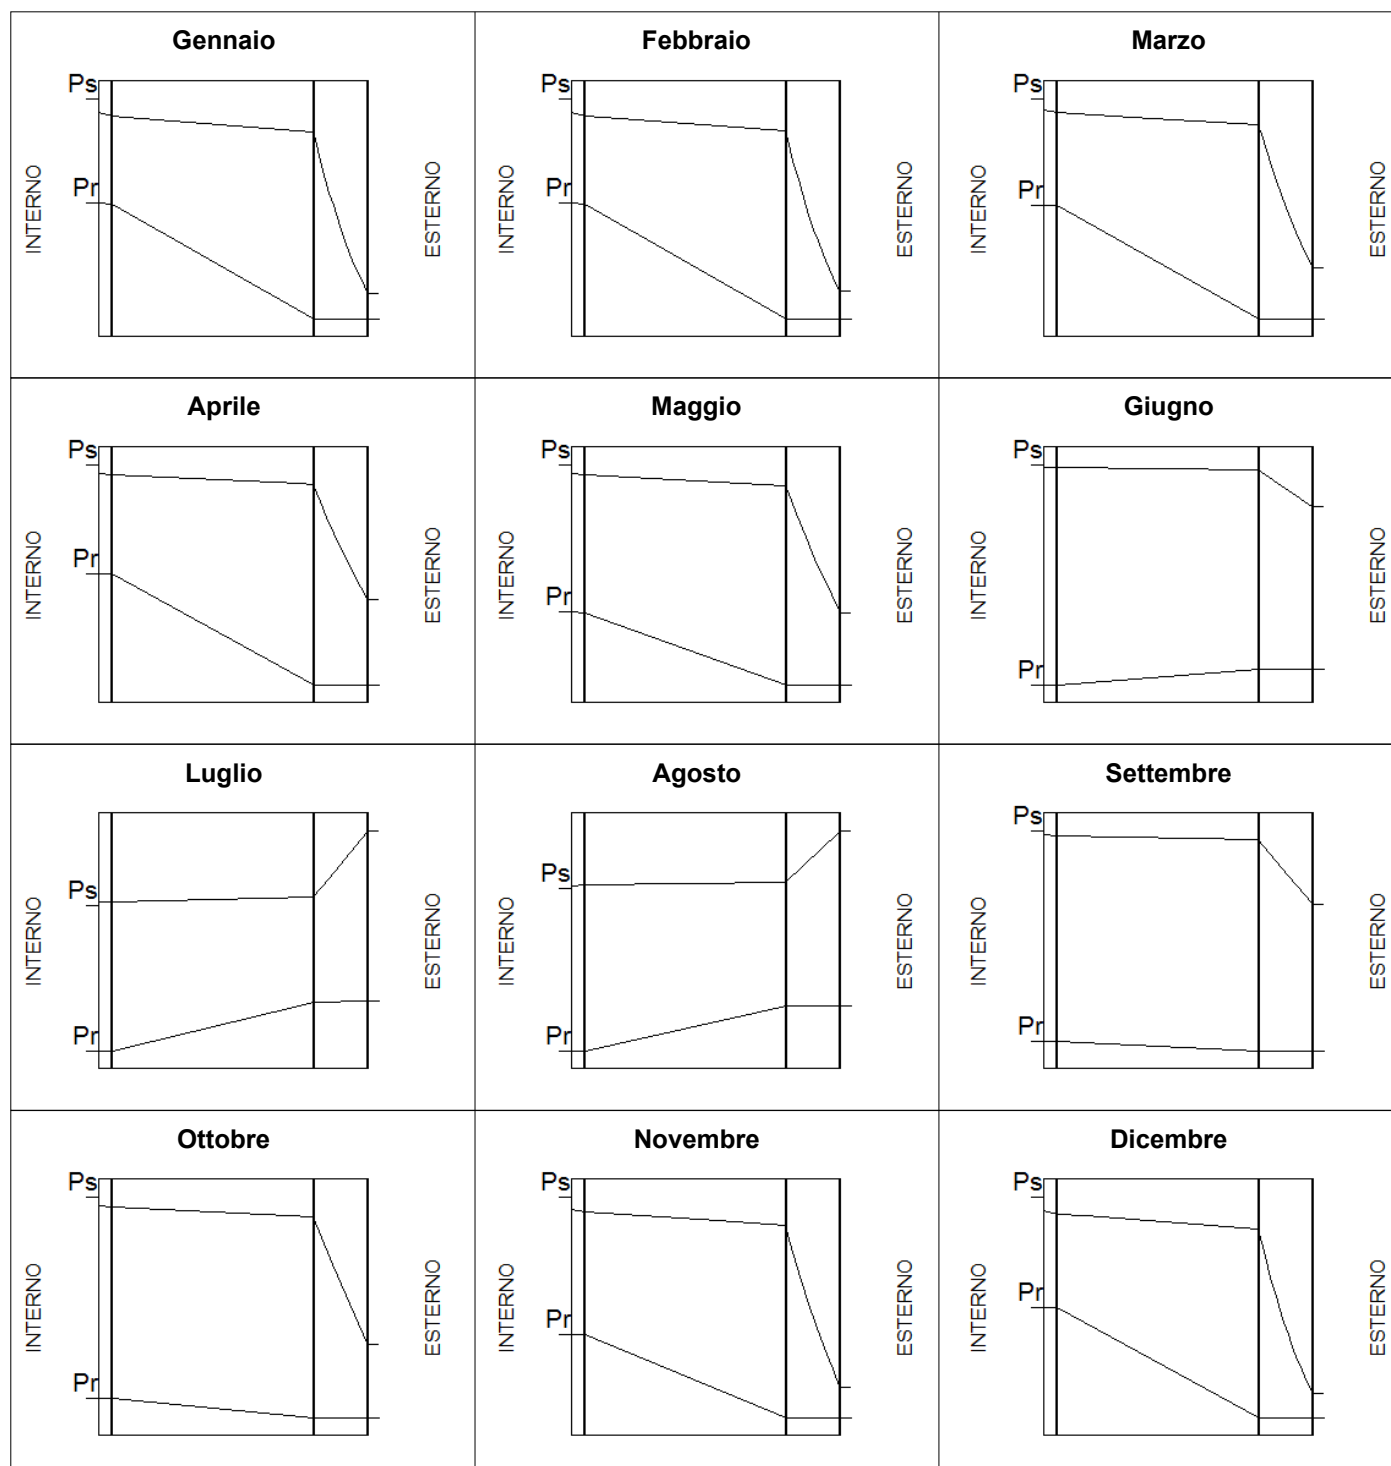 Gennaio
Ps
Pr
INTERNO
ESTERNO
Febbraio
Ps
Pr
INTERNO
ESTERNO
Marzo
Ps
Pr
INTERNO
ESTERNO
Aprile
Ps
Pr
INTERNO
ESTERNO
Maggio
Ps
Pr
INTERNO
ESTERNO
Giugno
Ps
Pr
INTERNO
ESTERNO
Luglio
Ps
Pr
INTERNO
ESTERNO
Agosto
Ps
Pr
INTERNO
ESTERNO
Settembre
Ps
Pr
INTERNO
ESTERNO
Ottobre
Ps
Pr
INTERNO
ESTERNO
Novembre
Ps
Pr
INTERNO
ESTERNO
Dicembre
Ps
Pr
INTERNO
ESTERNO